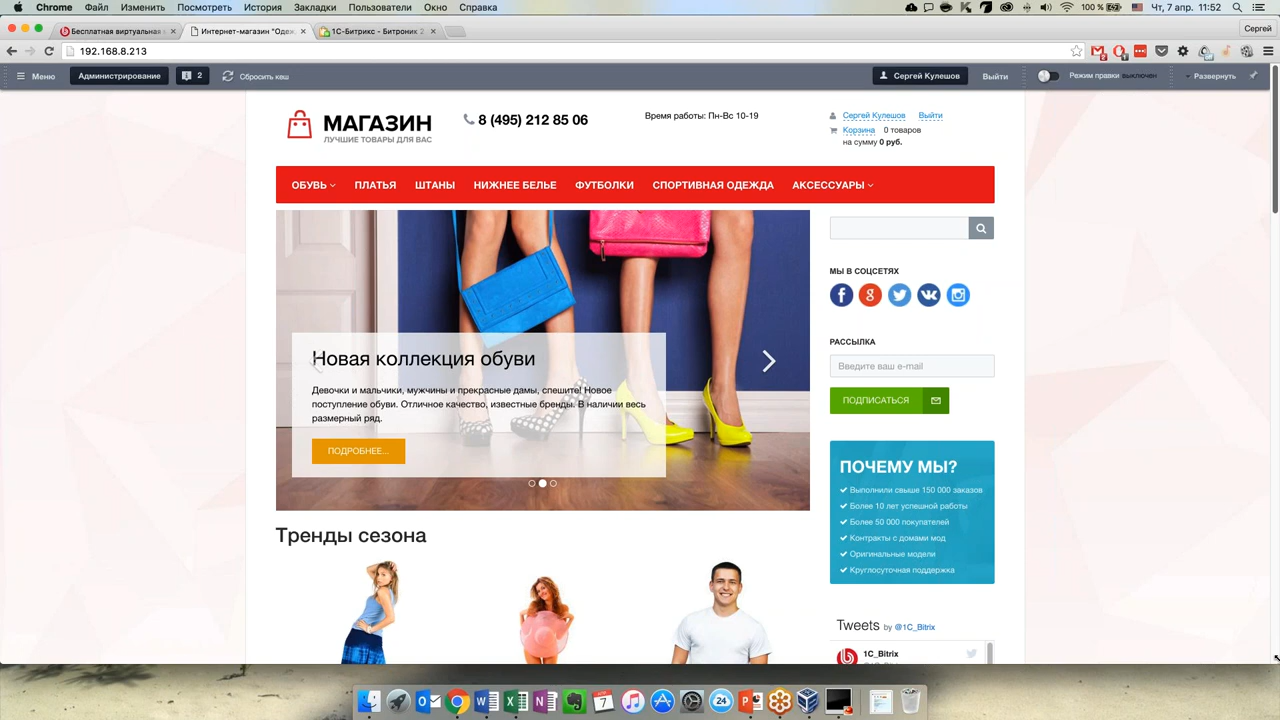 Chrome Файл Изменить Посмотреть История Закладки Пользователи Окно Справка 100 % Чт, 7 апр. 11:52
Бесплатная виртуальная м
Интернет-магазин "Одеж
1С-Битрикс - Битроник 2
Сергей
192.168.8.213
Меню Администрирование 2 Сбросить кеш Сергей Кулешов Выйти Режим правки выключен Развернуть
МАГАЗИН
ЛУЧШИЕ ТОВАРЫ ДЛЯ ВАС
8 (495) 212 85 06
Время работы: Пн-Вс 10-19
Сергей Кулешов Выйти
Корзина 0 товаров
на сумму 0 руб.
ОБУВЬ ПЛАТЬЯ ШТАНЫ НИЖНЕЕ БЕЛЬЕ ФУТБОЛКИ СПОРТИВНАЯ ОДЕЖДА АКСЕССУАРЫ
Новая коллекция обуви
Девочки и мальчики, мужчины и прекрасные дамы, спешите! Новое
поступление обуви. Отличное качество, известные бренды. В наличии весь
размерный ряд.
ПОДРОБНЕЕ...
МЫ В СОЦСЕТЯХ
РАССЫЛКА
Введите ваш e-mail
ПОДПИСАТЬСЯ
ПОЧЕМУ МЫ?
Выполнили свыше 150 000 заказов
Более 10 лет успешной работы
Более 50 000 покупателей
Контракты с домами мод
Оригинальные модели
Круглосуточная поддержка
Тренды сезона
Tweets by @1C_Bitrix
1C_Bitrix
7
24